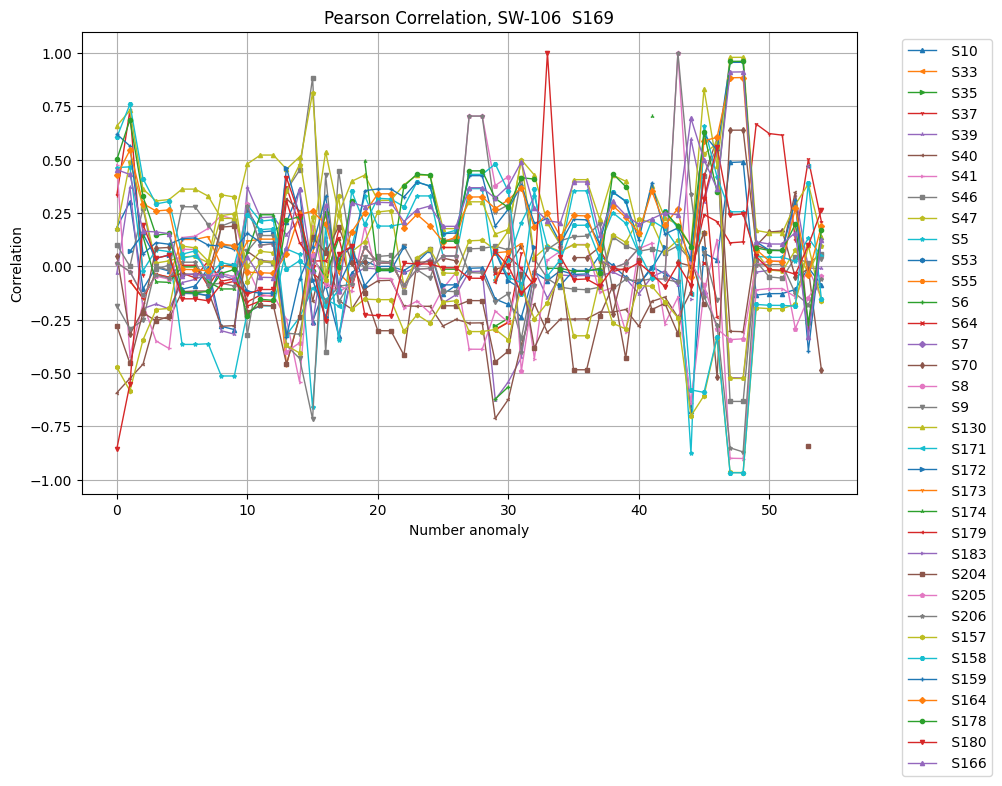 Pearson Correlation, SW-106  S169
1.00
0.75
0.50
0.25
0.00
−0.25
−0.50
−0.75
−1.00
Correlation
0 10 20 30 40 50
Number anomaly
S10
S33
S35
S37
S39
S40
S41
S46
S47
S5
S53
S55
S6
S64
S7
S70
S8
S9
S130
S171
S172
S173
S174
S179
S183
S204
S205
S206
S157
S158
S159
S164
S178
S180
S166